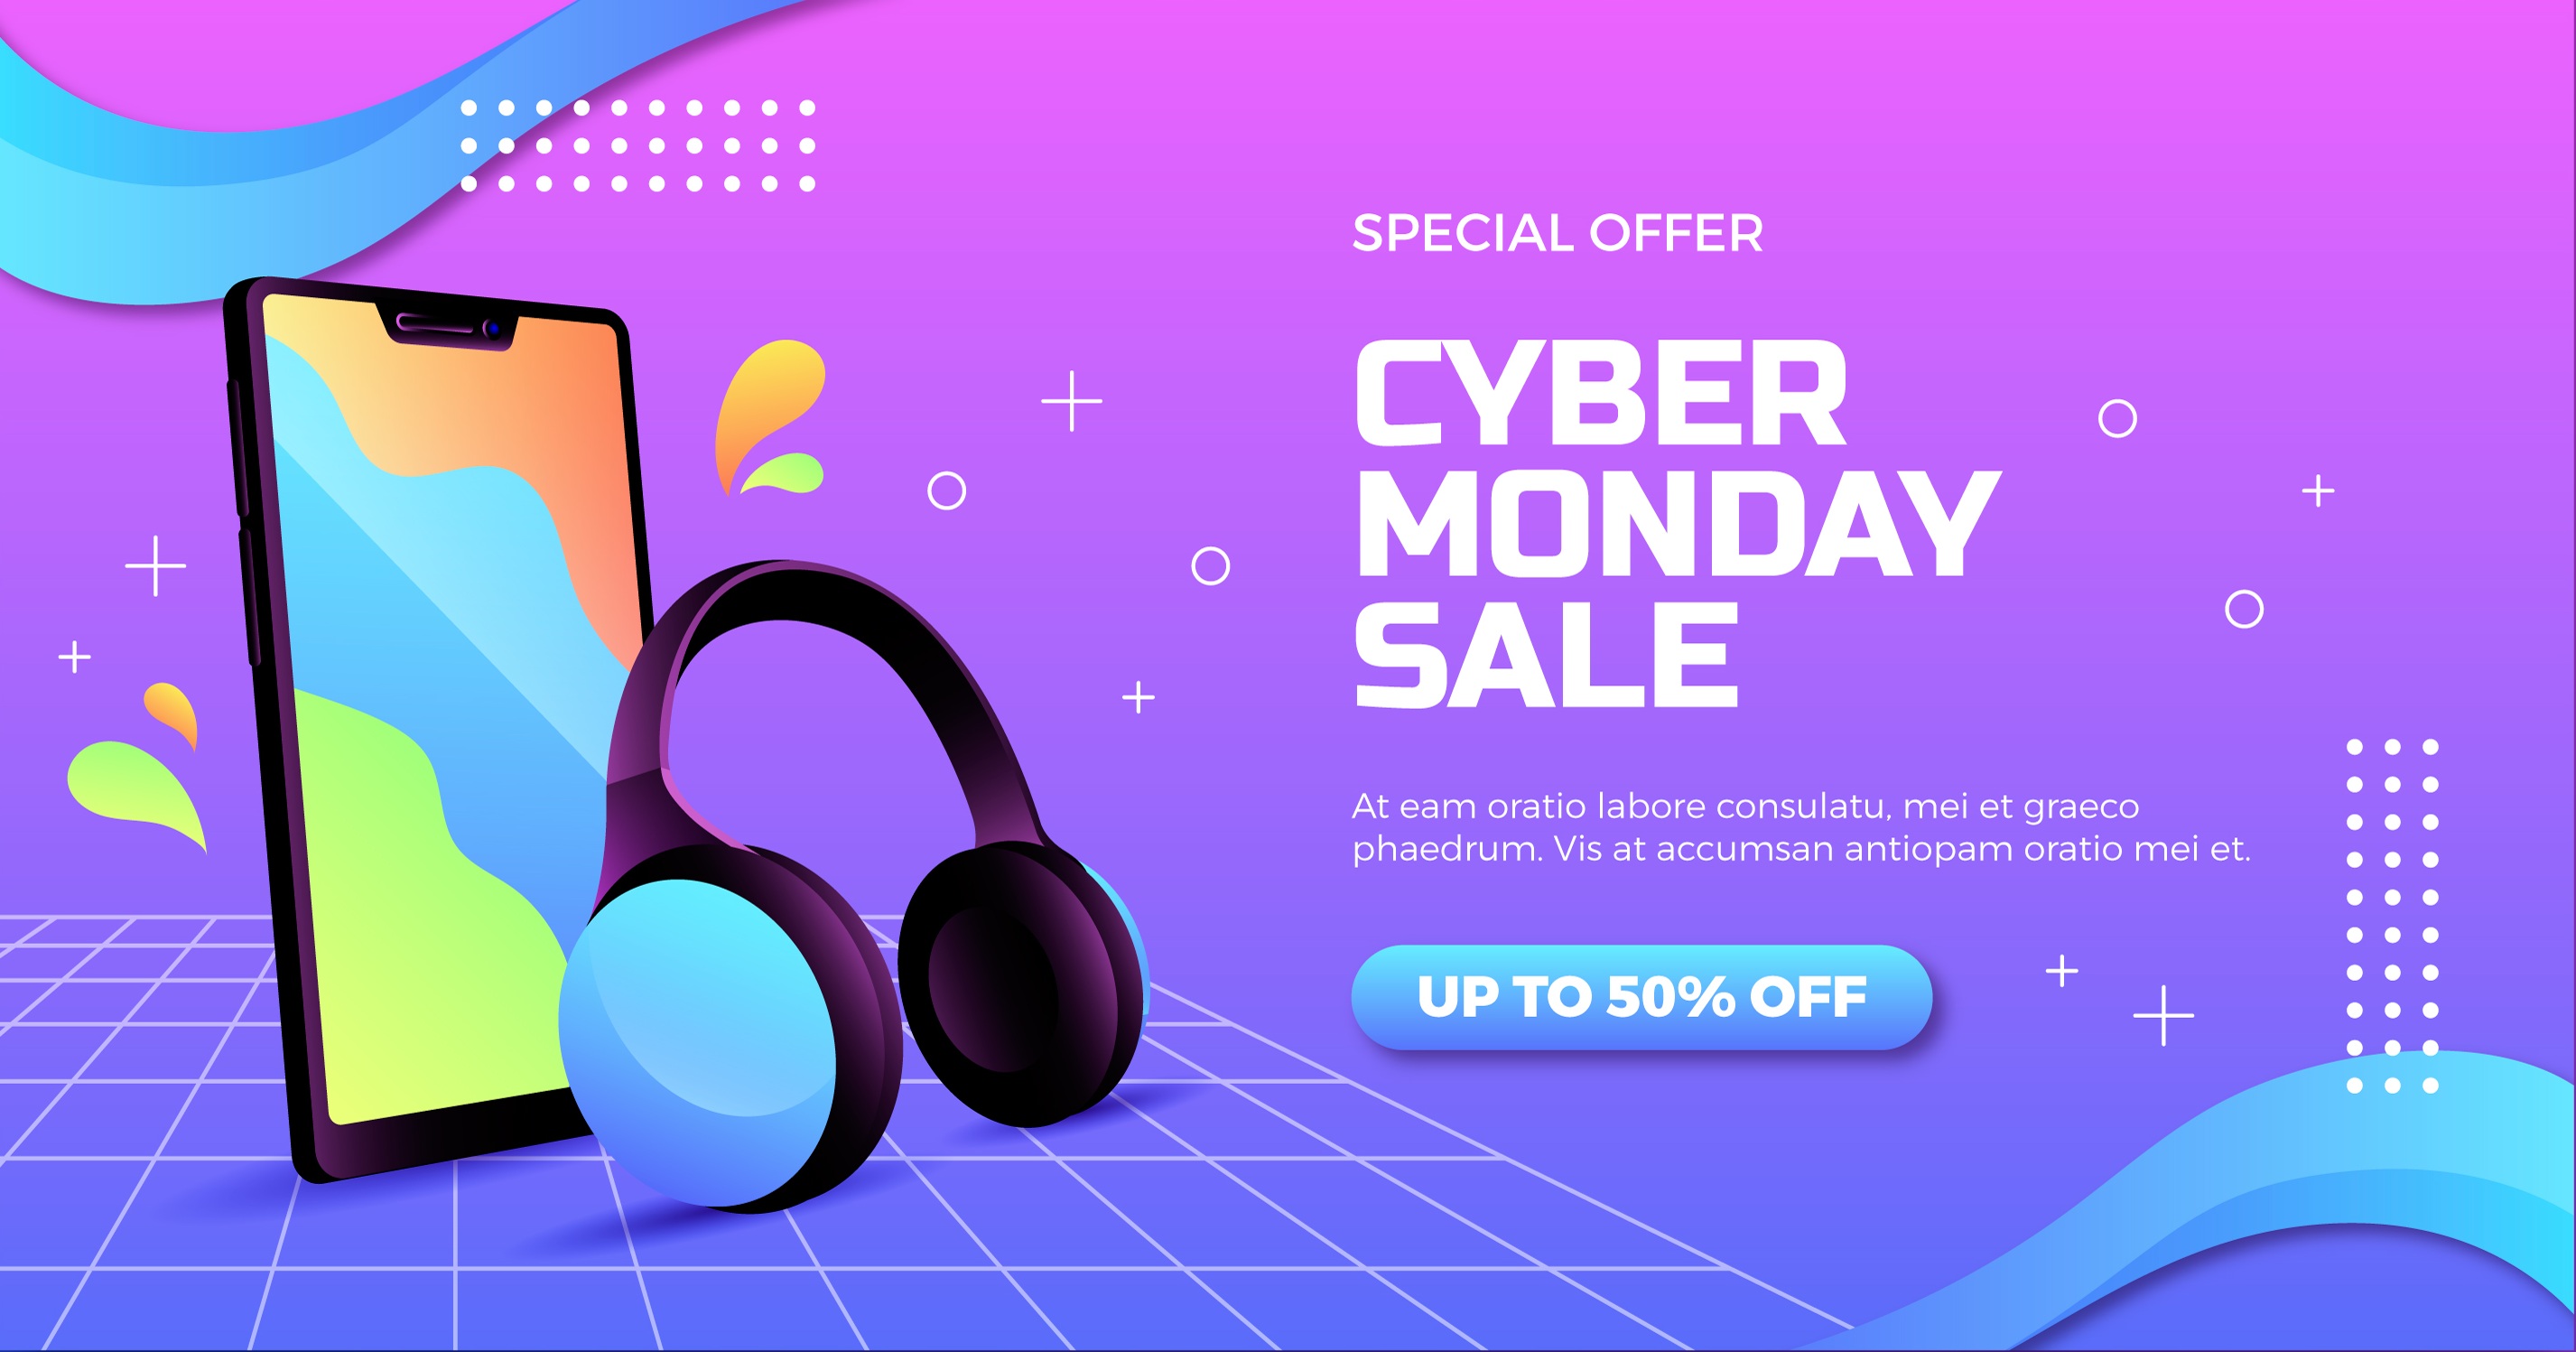 SPECIAL OFFER
CYBER
MONDAY
SALE
At eam oratio labore consulatu, mei et graeco
phaedrum. Vis at accumsan antiopam oratio mei et.
UP TO 50% OFF